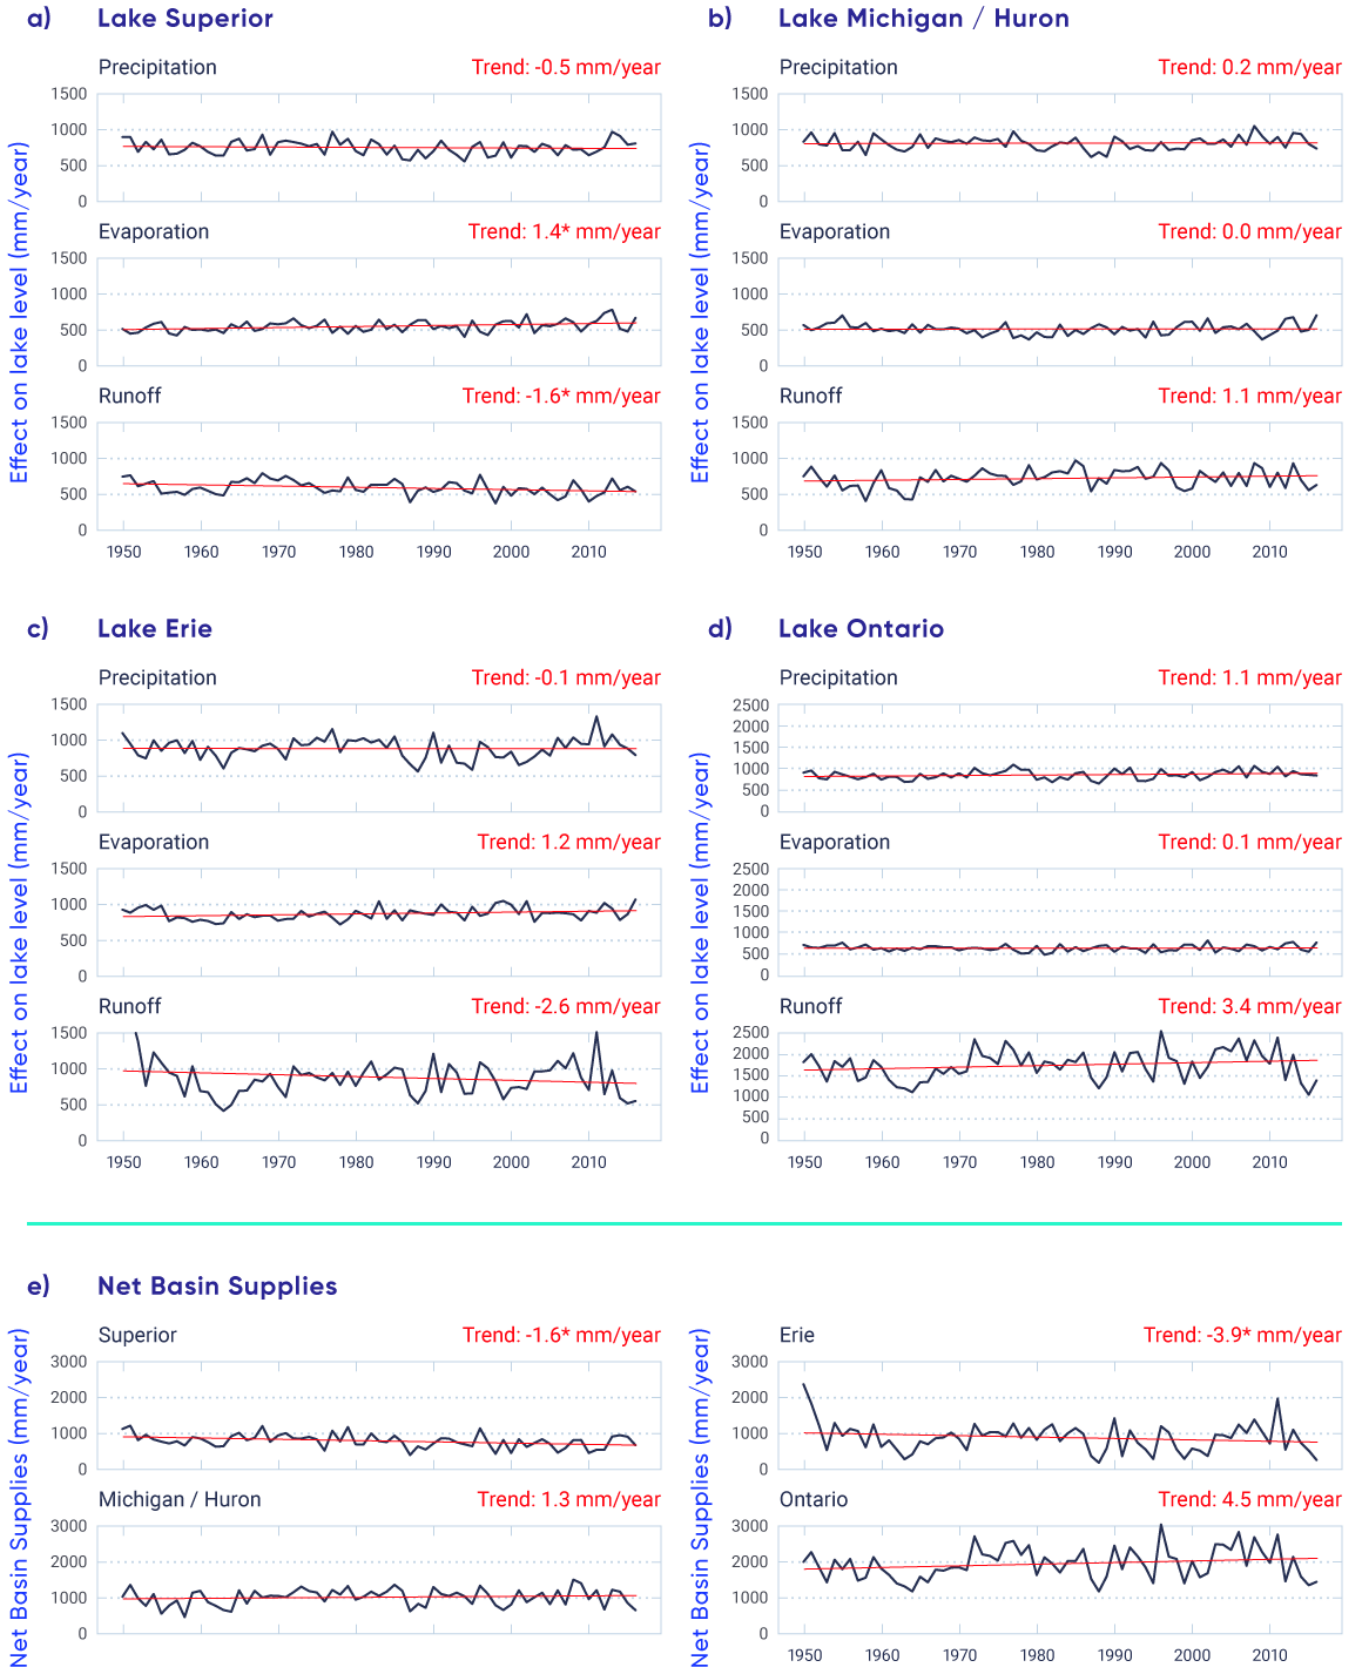 a) Lake Superior
Effect on lake level (mm/year)
Precipitation Trend: -0.5 mm/year
1500
1000
500
0
Evaporation Trend: 1.4* mm/year
1500
1000
500
0
Runoff Trend: -1.6* mm/year
1500
1000
500
0
1950 1960 1970 1980 1990 2000 2010
b) Lake Michigan / Huron
Effect on lake level (mm/year)
Precipitation Trend: 0.2 mm/year
1500
1000
500
0
Evaporation Trend: 0.0 mm/year
1500
1000
500
0
Runoff Trend: 1.1 mm/year
1500
1000
500
0
1950 1960 1970 1980 1990 2000 2010
c) Lake Erie
Effect on lake level (mm/year)
Precipitation Trend: -0.1 mm/year
1500
1000
500
0
Evaporation Trend: 1.2 mm/year
1500
1000
500
0
Runoff Trend: -2.6 mm/year
1500
1000
500
0
1950 1960 1970 1980 1990 2000 2010
d) Lake Ontario
Effect on lake level (mm/year)
Precipitation Trend: 1.1 mm/year
2500
2000
1500
1000
500
0
Evaporation Trend: 0.1 mm/year
2500
2000
1500
1000
500
0
Runoff Trend: 3.4 mm/year
2500
2000
1500
1000
500
0
1950 1960 1970 1980 1990 2000 2010
e) Net Basin Supplies
Net Basin Supplies (mm/year)
Superior Trend: -1.6* mm/year
3000
2000
1000
0
Michigan / Huron Trend: 1.3 mm/year
3000
2000
1000
0
Net Basin Supplies (mm/year)
Erie Trend: -3.9* mm/year
3000
2000
1000
0
Ontario Trend: 4.5 mm/year
3000
2000
1000
0
1950 1960 1970 1980 1990 2000 2010